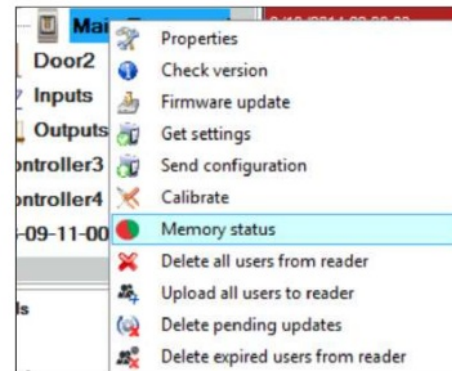 Mai
Properties
Door2
Check version
Inputs
Firmware update
Outputs
Get settings
ontroller3
Send configuration
ontroller4
Calibrate
-09-11-00
Memory status
Delete all users from reader
ls
Upload all users to reader
Delete pending updates
Delete expired users from reader